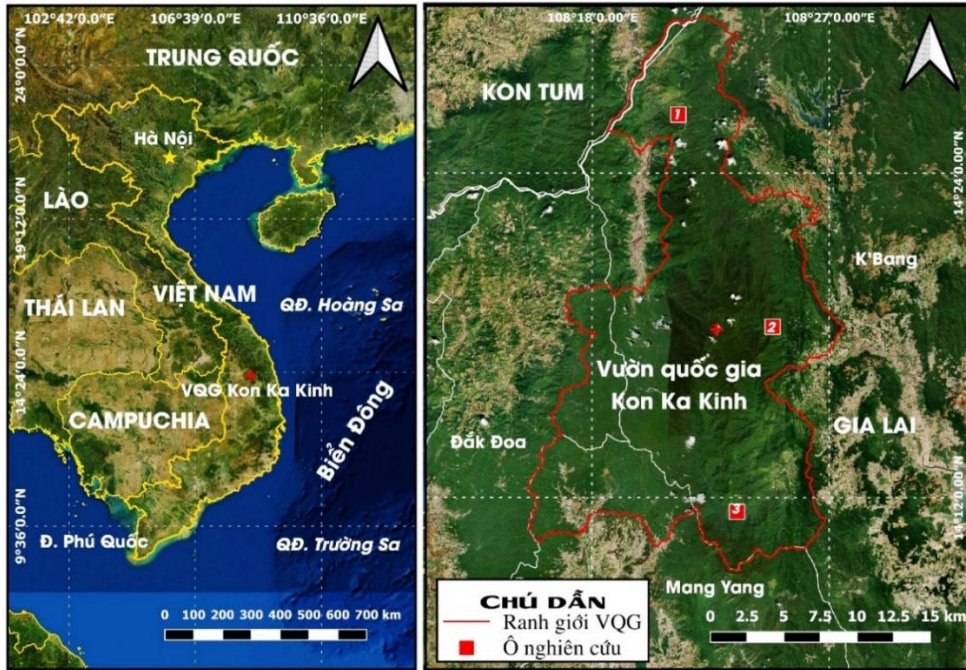 102°42'0.0"E 106°39'0.0"E 110°36'0.0"E
24°0'0.0"N
19°12'0.0"N
14°24'0.0"N
9°36'0.0"N
TRUNG QUỐC
Hà Nội
LÀO
THÁI LAN
VIỆT NAM
QĐ. Hoàng Sa
VQG Kon Ka Kinh
CAMPUCHIA
Biển Đông
Đ. Phú Quốc
QĐ. Trường Sa
0 100 200 300 400 500 600 700 km
108°18'0.0"E 108°27'0.0"E
14°24'0.0"N
14°12'0.0"N
KON TUM
1
K'Bang
2
Vườn quốc gia
Kon Ka Kinh
GIA LAI
Đắk Đoa
3
Mang Yang
CHÚ DẪN
Ranh giới VQG
Ô nghiên cứu
0 2.5 5 7.5 10 12.5 15 km